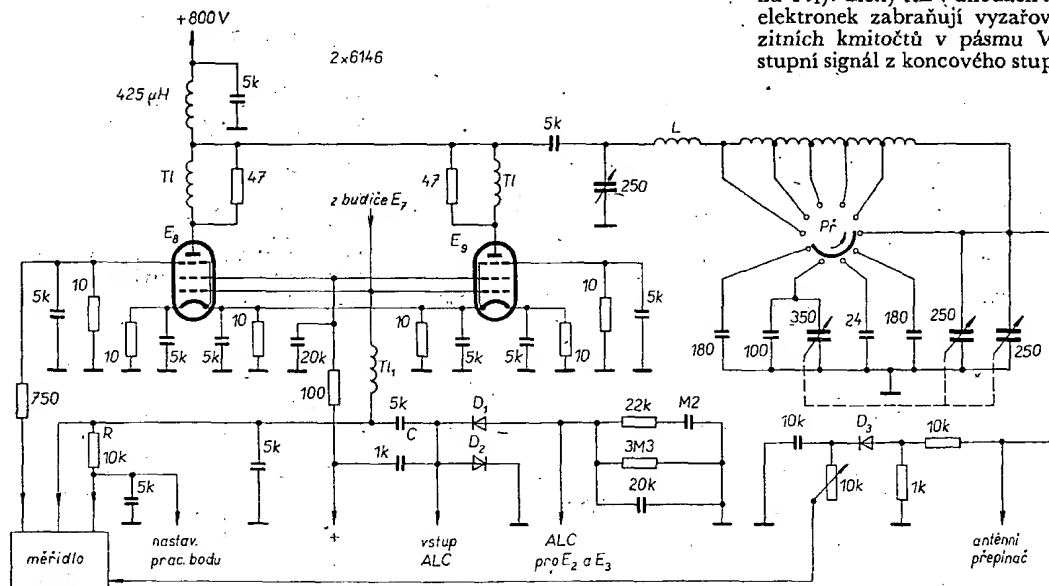 elektronek zabraňují vyzařov
zitních kmitočtů v pásmu V
stupní signál z koncového stup
+800V
2x6146
5k
425 µH
5k
L
Tl
47
47
Tl
250
z budiče E7
E8
E9
Př
5k
10
10
5k
10
5k
5k
10
10
5k
5k
10
20k
100
Tl1
180
100
350
24
180
250
250
750
R
10k
5k
5k
C
D1
D2
1k
22k
M2
3M3
20k
10k
D3
10k
10k
1k
5k
měřidlo
nastav.
prac. bodu
+
vstup
ALC
ALC
pro E2 a E3
anténní
přepínač